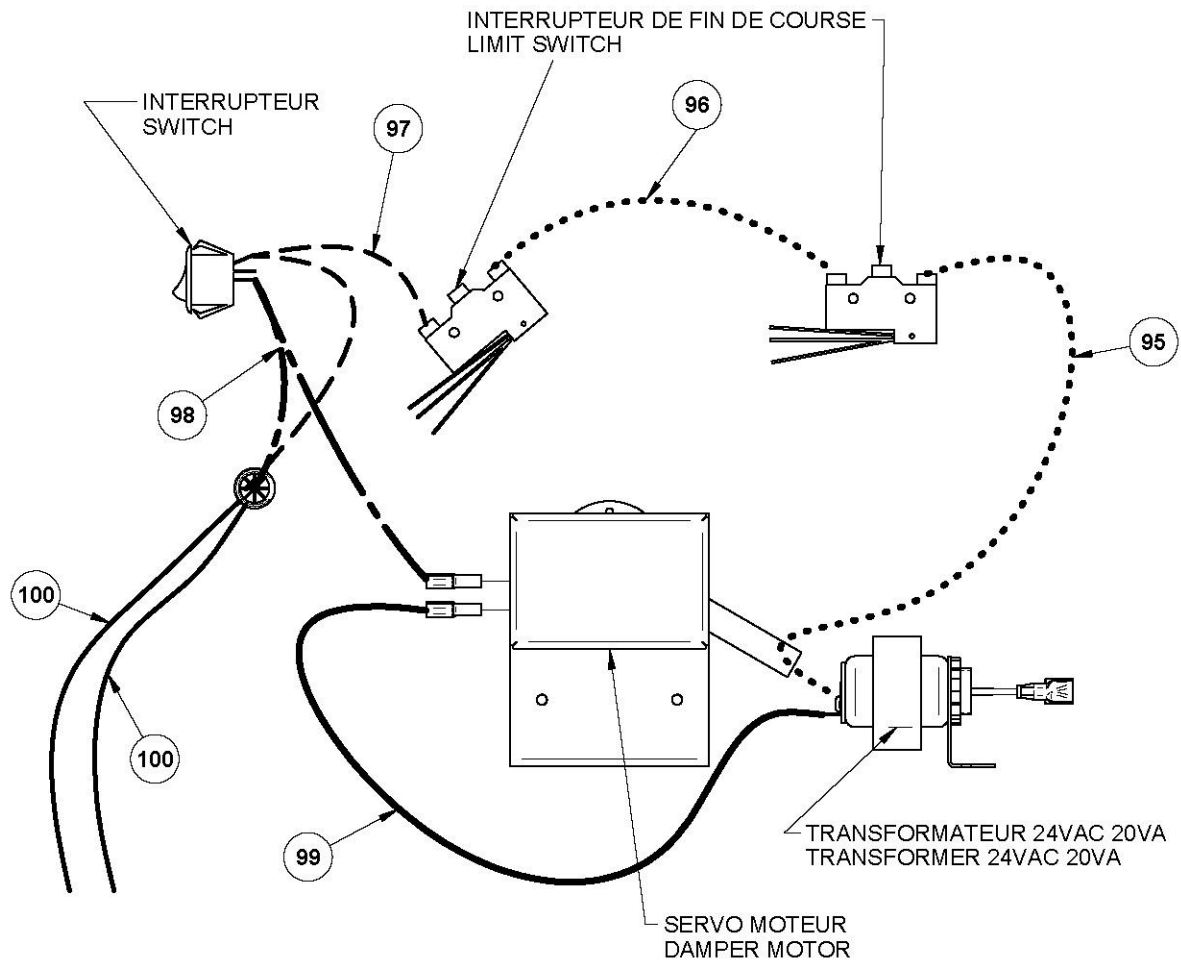 INTERRUPTEUR DE FIN DE COURSE
LIMIT SWITCH
INTERRUPTEUR
SWITCH
97
96
95
98
100
100
99
TRANSFORMATEUR 24VAC 20VA
TRANSFORMER 24VAC 20VA
SERVO MOTEUR
DAMPER MOTOR